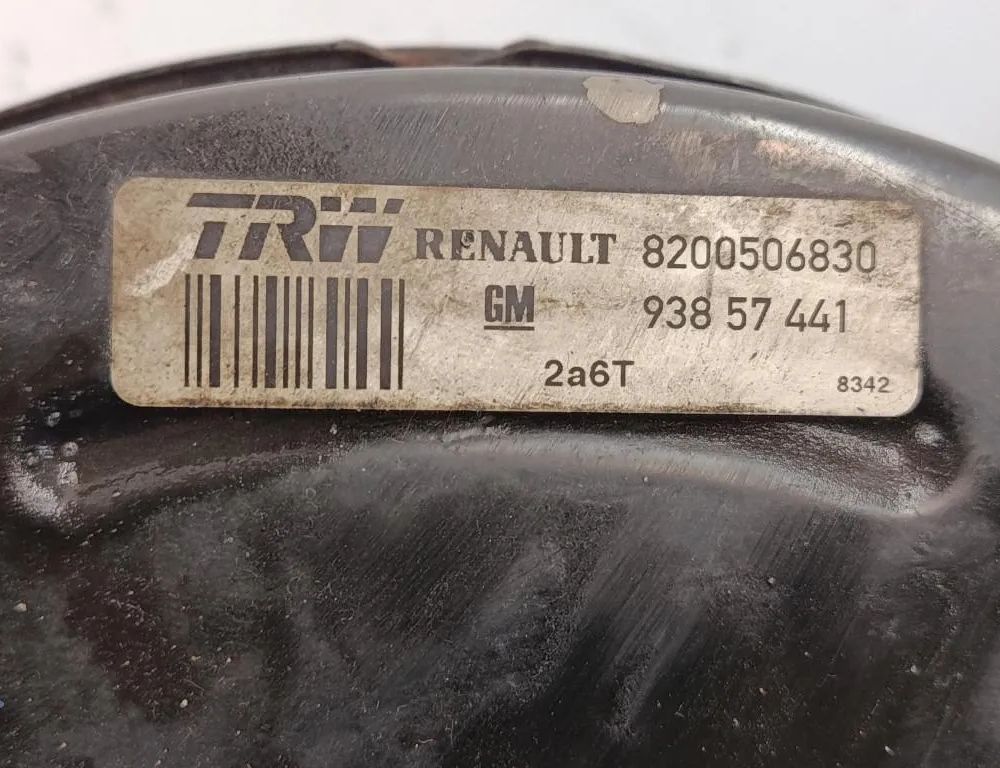 TRW RENAULT 8200506830
GM 938 57 441
2a6T 8342